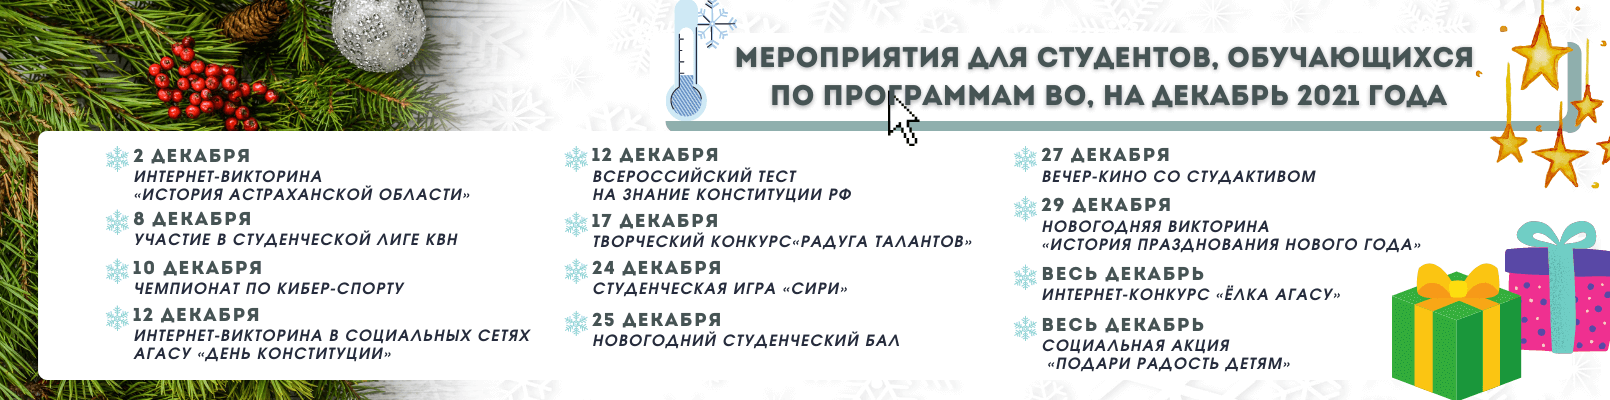 МЕРОПРИЯТИЯ ДЛЯ СТУДЕНТОВ, ОБУЧАЮЩИХСЯ
ПО ПРОГРАММАМ ВО, НА ДЕКАБРЬ 2021 ГОДА
2 ДЕКАБРЯ
ИНТЕРНЕТ-ВИКТОРИНА
«ИСТОРИЯ АСТРАХАНСКОЙ ОБЛАСТИ»
8 ДЕКАБРЯ
УЧАСТИЕ В СТУДЕНЧЕСКОЙ ЛИГЕ КВН
10 ДЕКАБРЯ
ЧЕМПИОНАТ ПО КИБЕР-СПОРТУ
12 ДЕКАБРЯ
ИНТЕРНЕТ-ВИКТОРИНА В СОЦИАЛЬНЫХ СЕТЯХ
АГАСУ «ДЕНЬ КОНСТИТУЦИИ»
12 ДЕКАБРЯ
ВСЕРОССИЙСКИЙ ТЕСТ
НА ЗНАНИЕ КОНСТИТУЦИИ РФ
17 ДЕКАБРЯ
ТВОРЧЕСКИЙ КОНКУРС«РАДУГА ТАЛАНТОВ»
24 ДЕКАБРЯ
СТУДЕНЧЕСКАЯ ИГРА «СИРИ»
25 ДЕКАБРЯ
НОВОГОДНИЙ СТУДЕНЧЕСКИЙ БАЛ
27 ДЕКАБРЯ
ВЕЧЕР-КИНО СО СТУДАКТИВОМ
29 ДЕКАБРЯ
НОВОГОДНЯЯ ВИКТОРИНА
«ИСТОРИЯ ПРАЗДНОВАНИЯ НОВОГО ГОДА»
ВЕСЬ ДЕКАБРЬ
ИНТЕРНЕТ-КОНКУРС «ЁЛКА АГАСУ»
ВЕСЬ ДЕКАБРЬ
СОЦИАЛЬНАЯ АКЦИЯ
«ПОДАРИ РАДОСТЬ ДЕТЯМ»